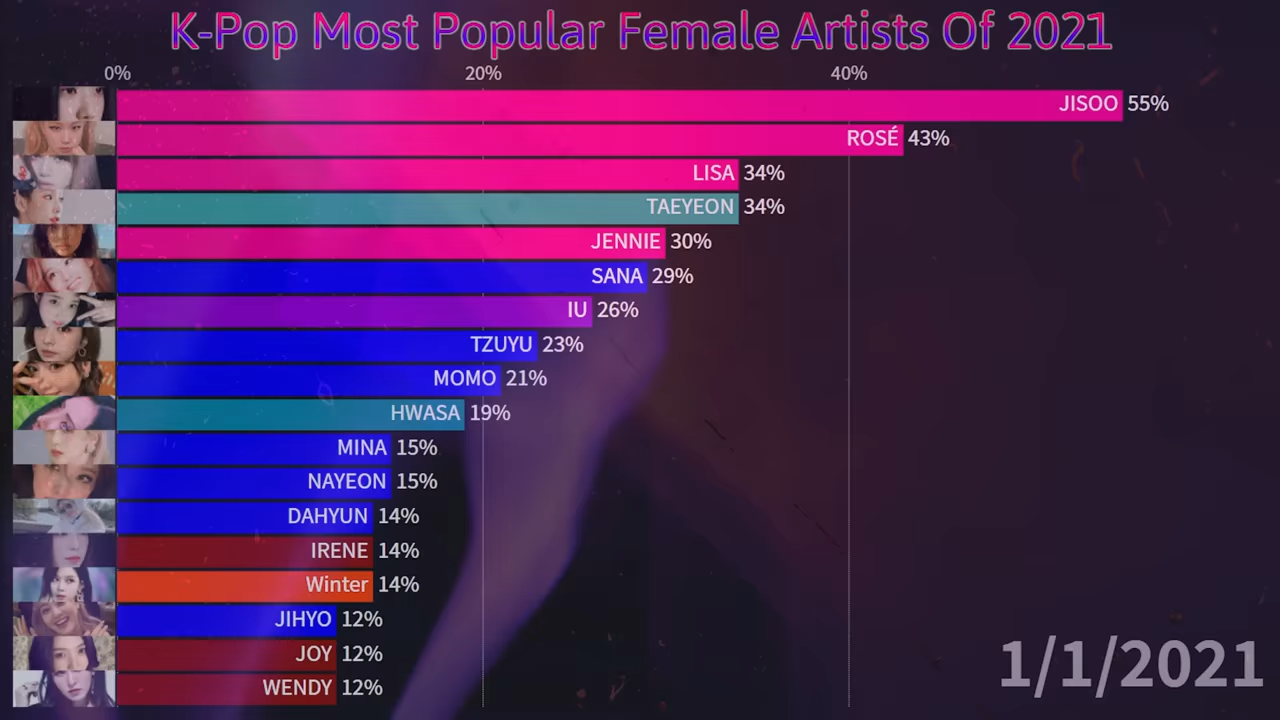 K-Pop Most Popular Female Artists Of 2021
0% 20% 40%
JISOO 55%
ROSÉ 43%
LISA 34%
TAEYEON 34%
JENNIE 30%
SANA 29%
IU 26%
TZUYU 23%
MOMO 21%
HWASA 19%
MINA 15%
NAYEON 15%
DAHYUN 14%
IRENE 14%
Winter 14%
JIHYO 12%
JOY 12%
WENDY 12%
1/1/2021